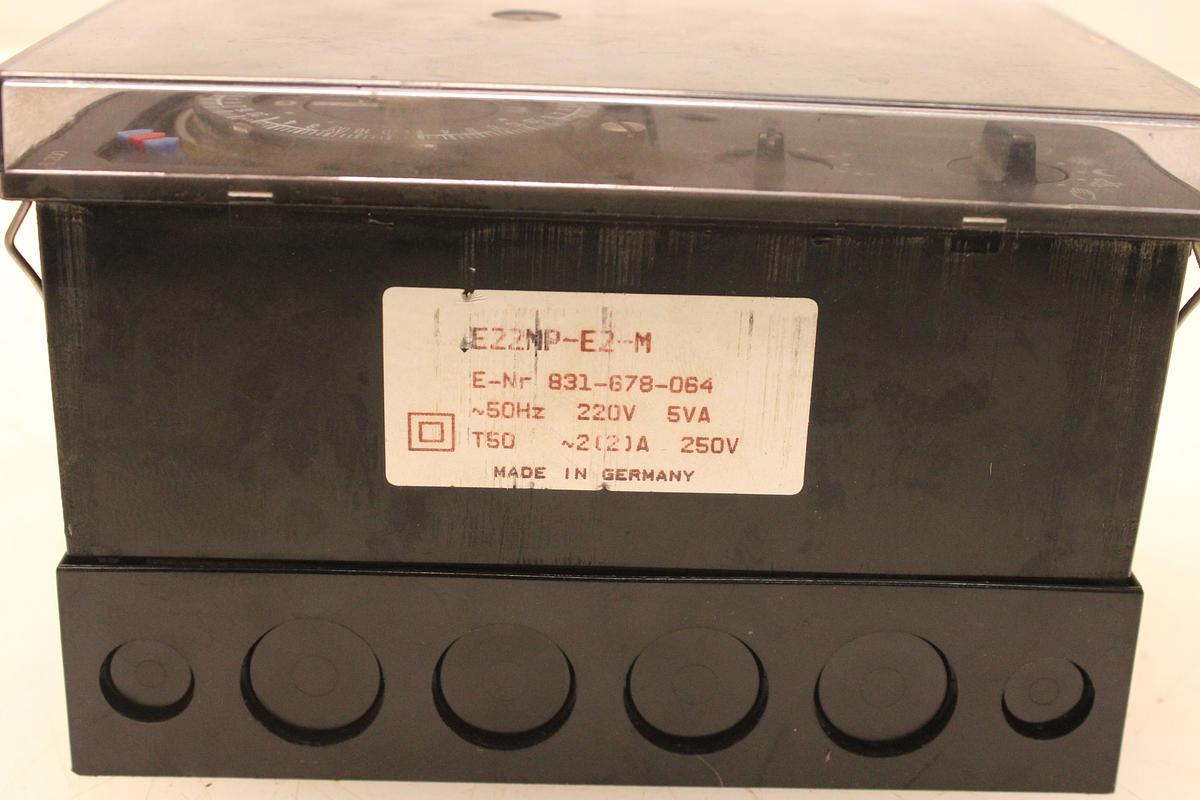 E22MP-E2-M
E-Nr 831-678-064
~50Hz 220V 5VA
T50 ~2(2)A 250V
MADE IN GERMANY